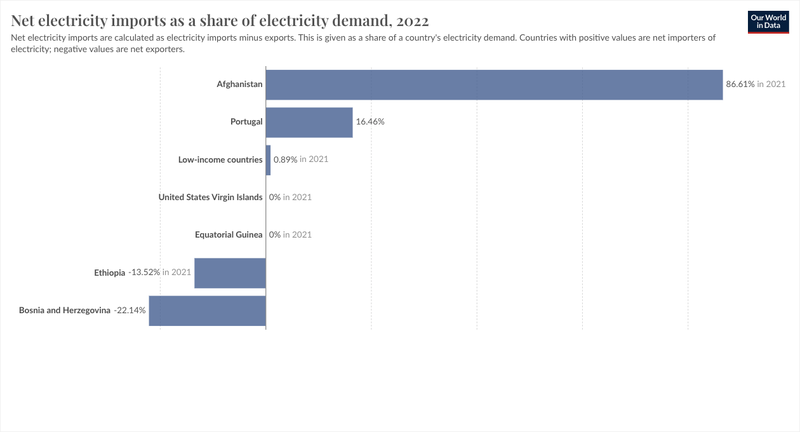 Net electricity imports as a share of electricity demand, 2022
Our World
in Data
Net electricity imports are calculated as electricity imports minus exports. This is given as a share of a country's electricity demand. Countries with positive values are net importers of
electricity; negative values are net exporters.
Afghanistan 86.61% in 2021
Portugal 16.46%
Low-income countries 0.89% in 2021
United States Virgin Islands 0% in 2021
Equatorial Guinea 0% in 2021
Ethiopia -13.52% in 2021
Bosnia and Herzegovina -22.14%